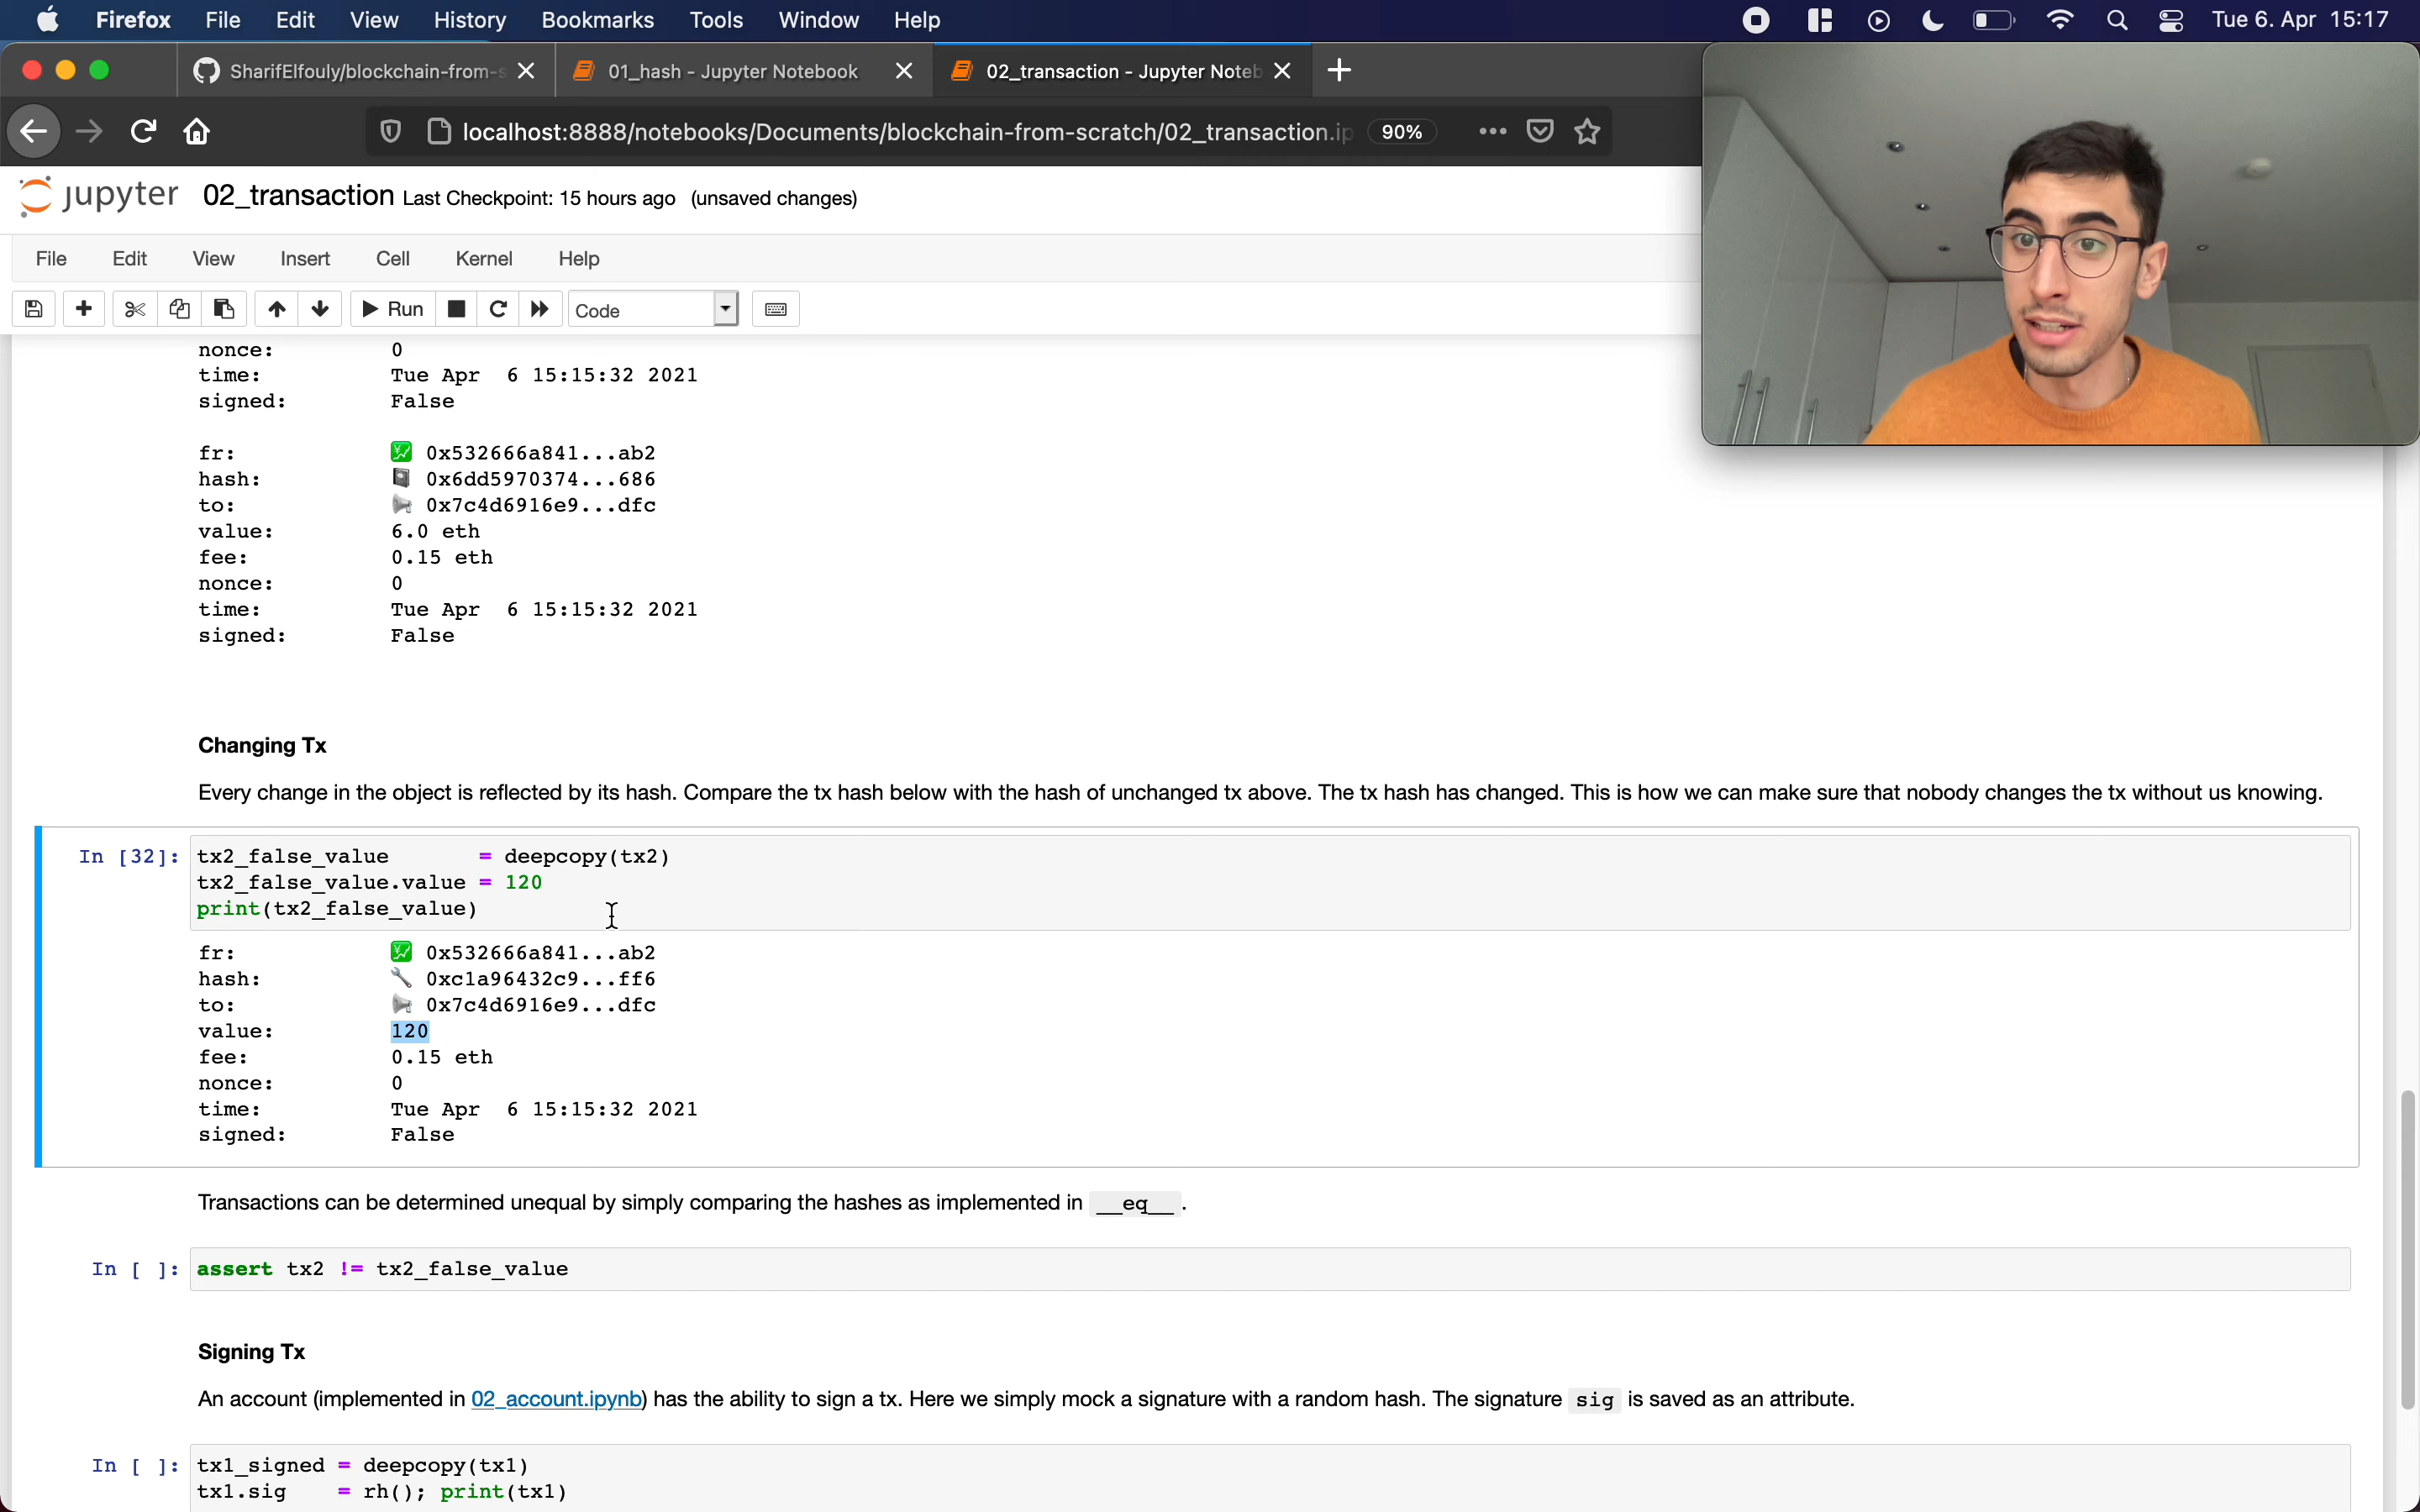 Firefox File Edit View History Bookmarks Tools Window Help Tue 6. Apr 15:17
SharifElfouly/blockchain-from-s 01_hash - Jupyter Notebook 02_transaction - Jupyter Noteb
localhost:8888/notebooks/Documents/blockchain-from-scratch/02_transaction.ip 90%
jupyter 02_transaction Last Checkpoint: 15 hours ago (unsaved changes)
File Edit View Insert Cell Kernel Help
Run Code
nonce: 0
time: Tue Apr 6 15:15:32 2021
signed: False
fr: 💹 0x532666a841...ab2
hash: 0x6dd5970374...686
to: 0x7c4d6916e9...dfc
value: 6.0 eth
fee: 0.15 eth
nonce: 0
time: Tue Apr 6 15:15:32 2021
signed: False
Changing Tx
Every change in the object is reflected by its hash. Compare the tx hash below with the hash of unchanged tx above. The tx hash has changed. This is how we can make sure that nobody changes the tx without us knowing.
In [32]: tx2_false_value = deepcopy(tx2)
tx2_false_value.value = 120
print(tx2_false_value)
fr: 💹 0x532666a841...ab2
hash: 🔧 0xc1a96432c9...ff6
to: 0x7c4d6916e9...dfc
value: 120
fee: 0.15 eth
nonce: 0
time: Tue Apr 6 15:15:32 2021
signed: False
Transactions can be determined unequal by simply comparing the hashes as implemented in __eq__ .
In [ ]: assert tx2 != tx2_false_value
Signing Tx
An account (implemented in 02_account.ipynb) has the ability to sign a tx. Here we simply mock a signature with a random hash. The signature sig is saved as an attribute.
In [ ]: tx1_signed = deepcopy(tx1)
tx1.sig = rh(); print(tx1)